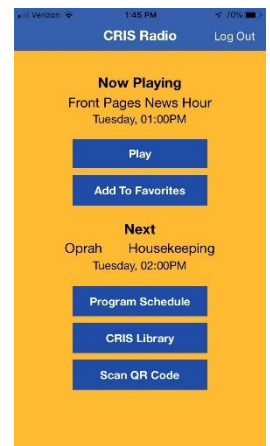 Verizon 1:45 PM 70%
CRIS Radio Log Out
Now Playing
Front Pages News Hour
Tuesday, 01:00PM
Play
Add To Favorites
Next
Oprah Housekeeping
Tuesday, 02:00PM
Program Schedule
CRIS Library
Scan QR Code